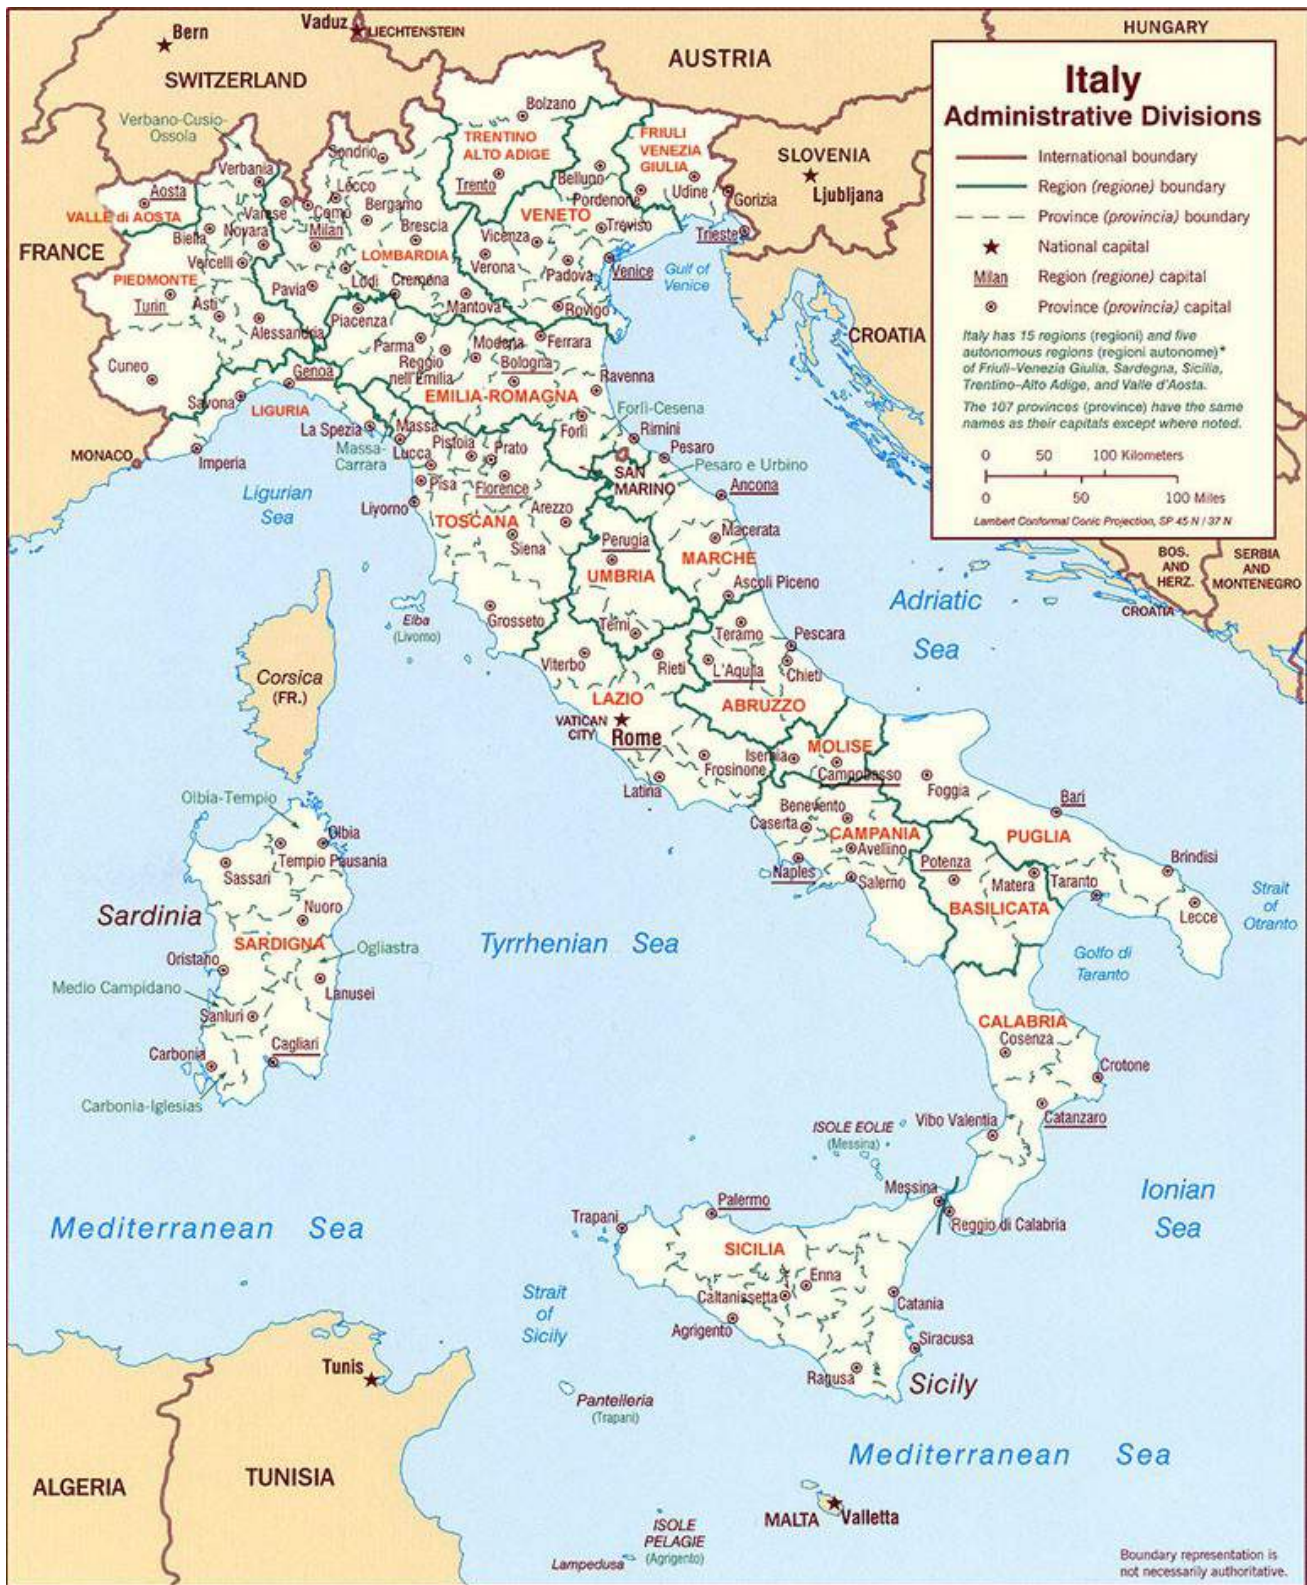 Bern
Vaduz
LIECHTENSTEIN
SWITZERLAND
AUSTRIA
HUNGARY
Italy
Administrative Divisions
International boundary
Region (regione) boundary
Province (provincia) boundary
National capital
Milan
Region (regione) capital
Province (provincia) capital
Italy has 15 regions (regioni) and five
autonomous regions (regioni autonome)*
of Friuli-Venezia Giulia, Sardegna, Sicilia,
Trentino-Alto Adige, and Valle d'Aosta.
The 107 provinces (province) have the same
names as their capitals except where noted.
0 50 100 Kilometers
0 50 100 Miles
Lambert Conformal Conic Projection, SP 45 N / 37 N
SLOVENIA
Ljubljana
CROATIA
BOS.
AND
HERZ.
SERBIA
AND
MONTENEGRO
CROATIA
FRANCE
MONACO
Verbano-Cusio-
Ossola
Verbania
Sondrio
Bolzano
TRENTINO
ALTO ADIGE
Trento
FRIULI
VENEZIA
GIULIA
Belluno
Pordenone
Udine
Gorizia
Trieste
Aosta
VALLE di AOSTA
Lecco
Varese
Como
Bergamo
Biella
Novara
Milan
Brescia
LOMBARDIA
VENETO
Vicenza
Treviso
Verona
Padova
Venice
Gulf of
Venice
Vercelli
PIEDMONTE
Turin
Asti
Pavia
Lodi
Cremona
Mantova
Rovigo
Alessandria
Piacenza
Cuneo
Parma
Reggio
nell'Emilia
Modena
Bologna
Ferrara
Ravenna
EMILIA-ROMAGNA
Genoa
Savona
LIGURIA
La Spezia
Imperia
Massa
Massa-
Carrara
Forlì-Cesena
Forlì
Rimini
Pesaro
SAN
MARINO
Pesaro e Urbino
Ancona
Ligurian
Sea
Lucca
Pistoia
Prato
Pisa
Florence
Livorno
Arezzo
TOSCANA
Siena
Perugia
UMBRIA
Macerata
MARCHE
Ascoli Piceno
Grosseto
Elba
(Livorno)
Terni
Teramo
Pescara
Viterbo
Rieti
L'Aquila
Chieti
LAZIO
ABRUZZO
VATICAN
CITY
Rome
Adriatic
Sea
Corsica
(FR.)
MOLISE
Isernia
Campobasso
Frosinone
Latina
Foggia
Benevento
Caserta
CAMPANIA
Avellino
Naples
Salerno
Bari
PUGLIA
Brindisi
Potenza
Matera
Taranto
Lecce
BASILICATA
Strait
of
Otranto
Golfo di
Taranto
Olbia-Tempio
Olbia
Tempio Pausania
Sassari
Nuoro
Sardinia
SARDIGNA
Ogliastra
Oristano
Medio Campidano
Lanusei
Sanluri
Cagliari
Carbonia
Carbonia-Iglesias
Tyrrhenian Sea
CALABRIA
Cosenza
Crotone
Catanzaro
Vibo Valentia
ISOLE EOLIE
(Messina)
Messina
Reggio di Calabria
Ionian
Sea
Mediterranean Sea
Palermo
Trapani
SICILIA
Enna
Caltanissetta
Agrigento
Catania
Siracusa
Ragusa
Sicily
Strait
of
Sicily
Pantelleria
(Trapani)
Tunis
ALGERIA
TUNISIA
Mediterranean Sea
MALTA
Valletta
ISOLE
PELAGIE
(Agrigento)
Lampedusa
Boundary representation is
not necessarily authoritative.